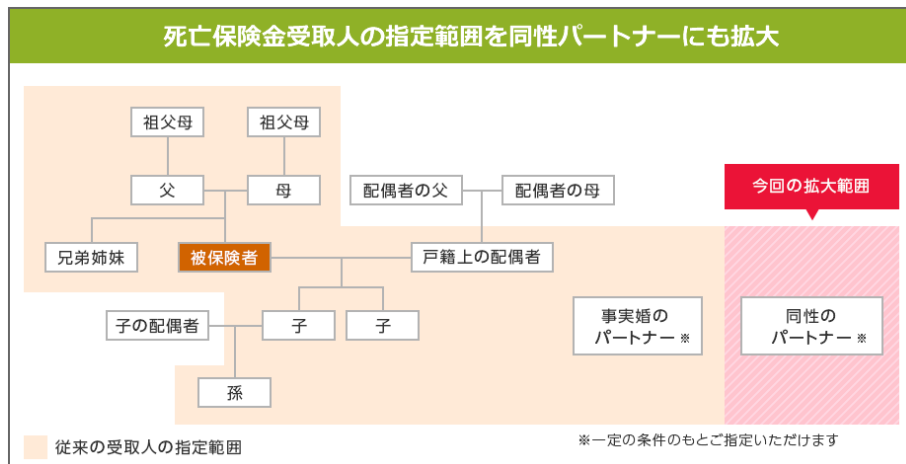 死亡保険金受取人の指定範囲を同性パートナーにも拡大
祖父母
祖父母
父
母
配偶者の父
配偶者の母
今回の拡大範囲
兄弟姉妹
被保険者
戸籍上の配偶者
子の配偶者
子
子
事実婚の
パートナー※
同性の
パートナー※
孫
従来の受取人の指定範囲
※一定の条件のもとご指定いただけます